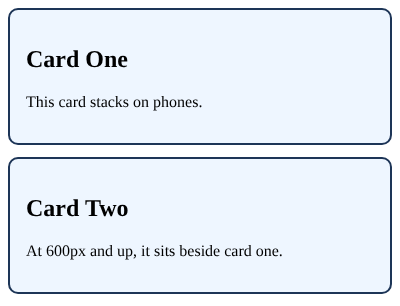 Card One
This card stacks on phones.
Card Two
At 600px and up, it sits beside card one.